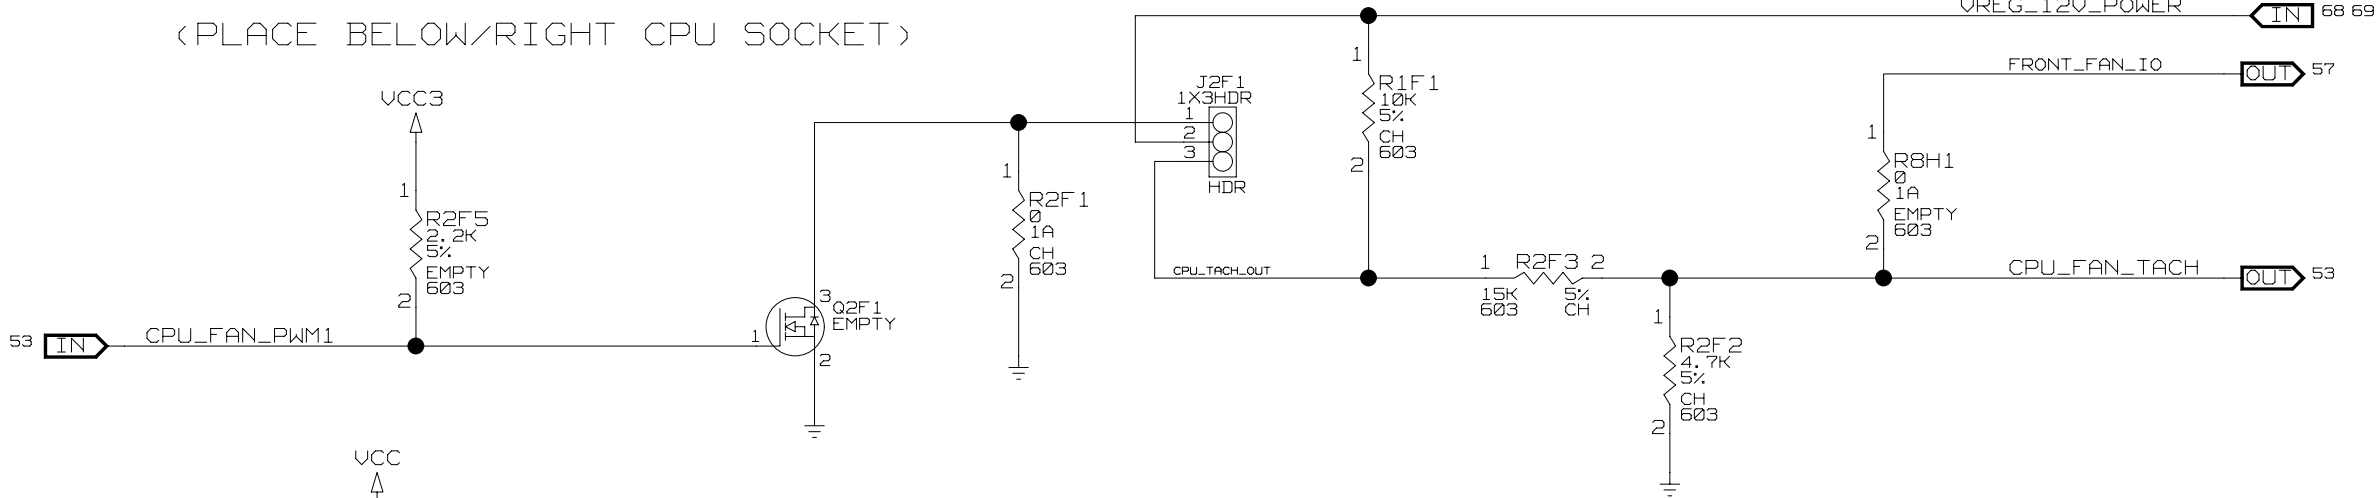 (PLACE BELOW/RIGHT CPU SOCKET)
VREG_12V_POWER
IN
68 69
FRONT_FAN_IO
OUT
57
VCC3
1
R2F5
2.2K
5%
EMPTY
603
2
53
IN
CPU_FAN_PWM1
1
3
Q2F1
EMPTY
2
1
R2F1
0
1A
CH
603
2
J2F1
1X3HDR
1
2
3
HDR
1
R1F1
10K
5%
CH
603
2
CPU_TACH_OUT
1 R2F3 2
15K 5%
603 CH
1
R8H1
0
1A
EMPTY
603
2
CPU_FAN_TACH
OUT
53
1
R2F2
4.7K
5%
CH
603
2
VCC